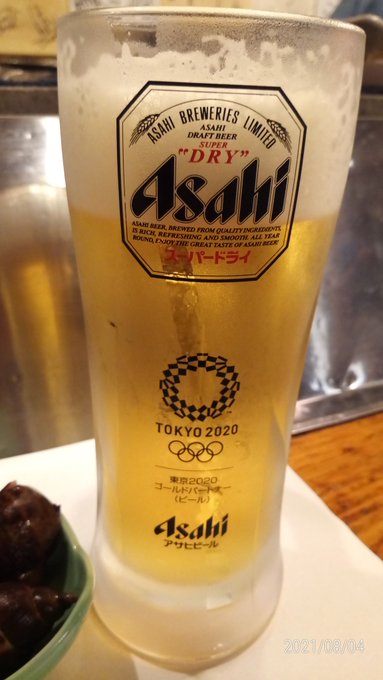 ASAHI BREWERIES LIMITED
ASAHI
DRAFT BEER
SUPER
"DRY"
Asahi
ASAHI BEER, BREWED FROM QUALITY INGREDIENTS,
IS RICH, REFRESHING AND SMOOTH. ALL YEAR
ROUND, ENJOY THE GREAT TASTE OF ASAHI BEER!
スーパードライ
TOKYO 2020
東京2020
ゴールドパートナー
(ビール)
Asahi
アサヒビール
2021/08/04